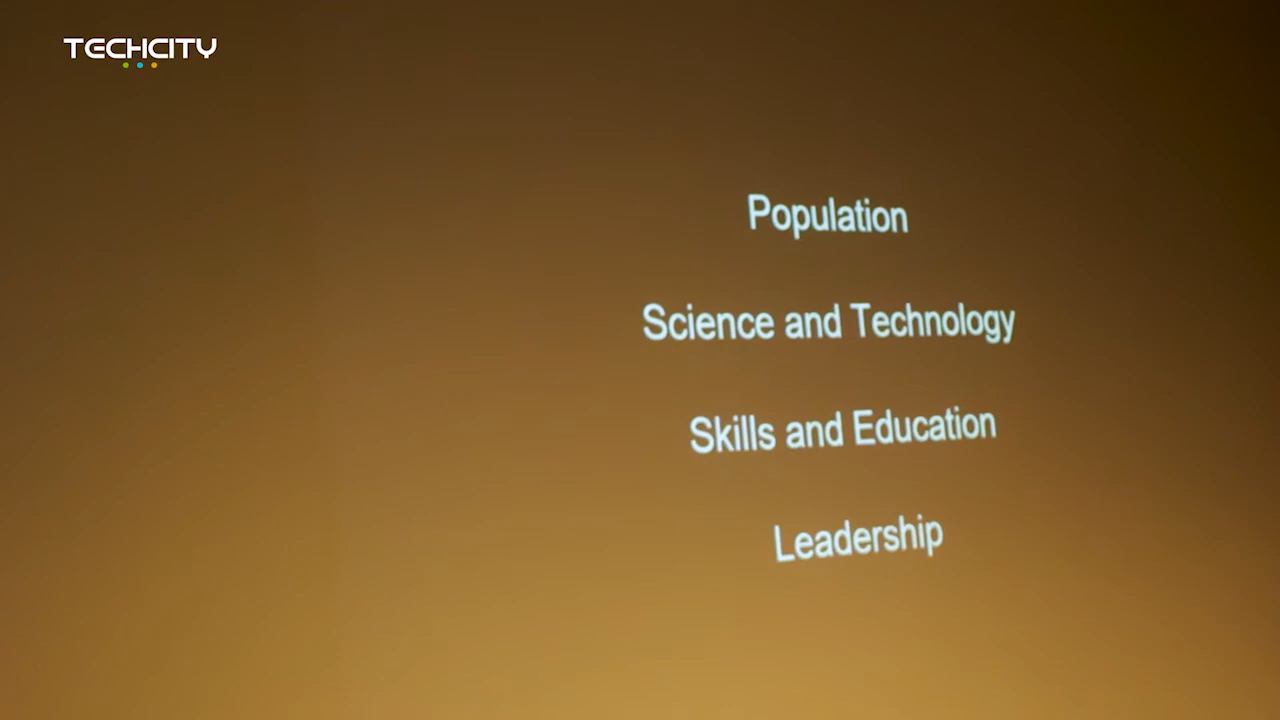 TECHCITY
Population
Science and Technology
Skills and Education
Leadership